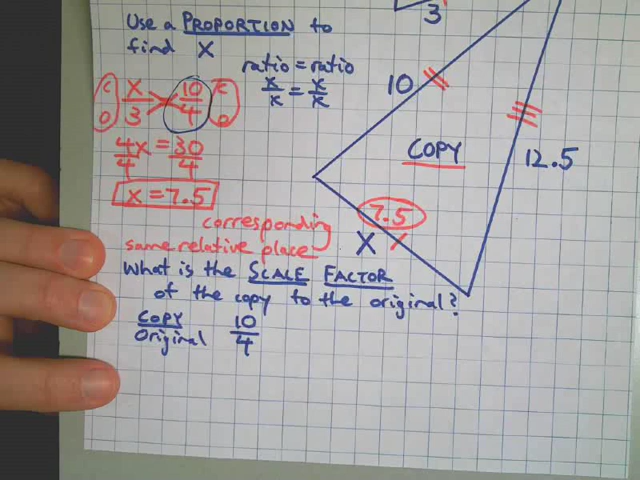 Use a PROPORTION to
find X
ratio = ratio
x/x = x/x
C/O x/3 10/4 C/O
4x/4 = 30/4
x = 7.5
corresponding
same relative place
What is the SCALE FACTOR
of the copy to the original?
COPY/Original 10/4
3
10
COPY
12.5
7.5
X